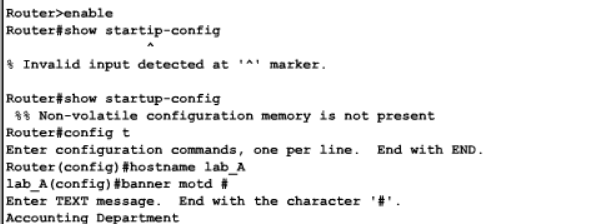 Router>enable
Router#show startip-config
^
% Invalid input detected at '^' marker.
Router#show startup-config
%% Non-volatile configuration memory is not present
Router#config t
Enter configuration commands, one per line. End with END.
Router(config)#hostname lab_A
lab_A(config)#banner motd #
Enter TEXT message. End with the character '#'.
Accounting Department